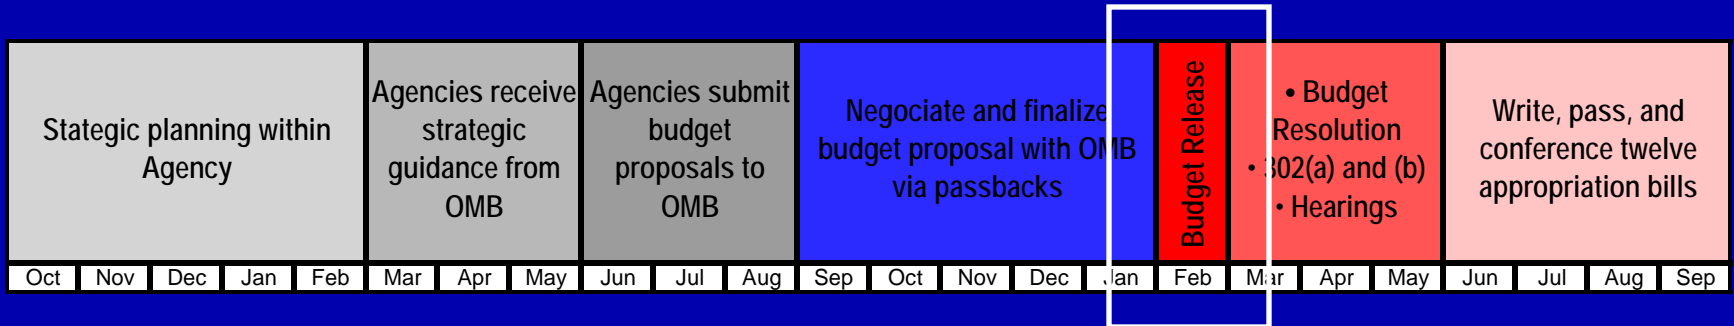 Stategic planning within
Agency
Agencies receive
strategic
guidance from
OMB
Agencies submit
budget
proposals to
OMB
Negociate and finalize
budget proposal with OMB
via passbacks
Budget Release
• Budget
Resolution
• 302(a) and (b)
• Hearings
Write, pass, and
conference twelve
appropriation bills
Oct Nov Dec Jan Feb Mar Apr May Jun Jul Aug Sep Oct Nov Dec Jan Feb Mar Apr May Jun Jul Aug Sep